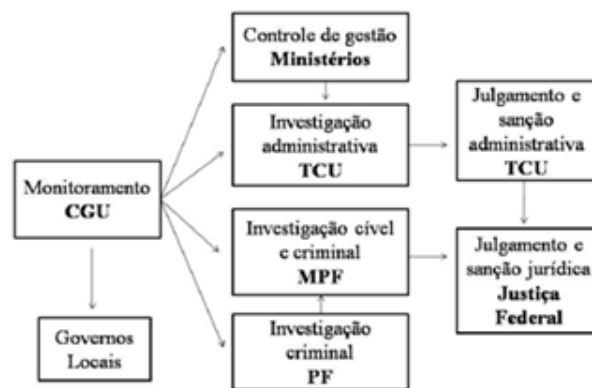 Controle de gestão
Ministérios
Investigação
administrativa
TCU
Julgamento e
sanção
administrativa
TCU
Monitoramento
CGU
Investigação cível
e criminal
MPF
Julgamento e
sanção jurídica
Justiça
Federal
Governos
Locais
Investigação
criminal
PF